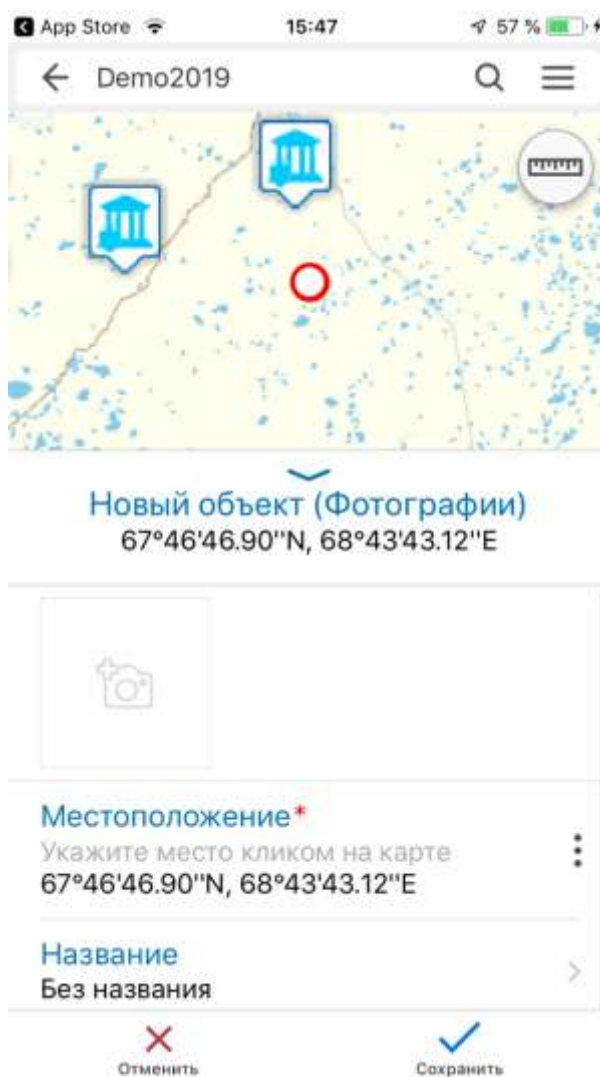 App Store 15:47 57 %
Demo2019
Новый объект (Фотографии)
67°46'46.90''N, 68°43'43.12''E
Местоположение*
Укажите место кликом на карте
67°46'46.90''N, 68°43'43.12''E
Название
Без названия
Отменить Сохранить